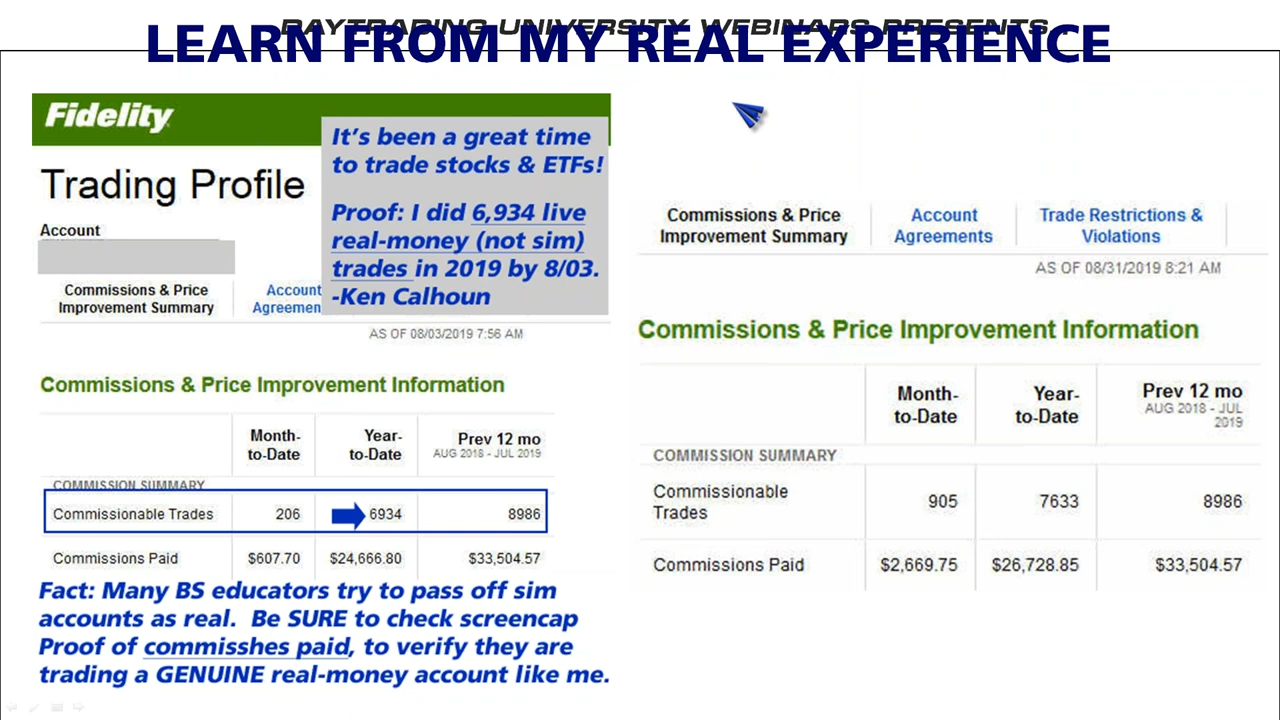 DAYTRADING UNIVERSITY WEBINARS PRESENTS
LEARN FROM MY REAL EXPERIENCE
Fidelity
Trading Profile
Account
It's been a great time
to trade stocks & ETFs!
Proof: I did 6,934 live
real-money (not sim)
trades in 2019 by 8/03.
-Ken Calhoun
Commissions & Price
Improvement Summary
Account
Agreemen
AS OF 08/03/2019 7:56 AM
Commissions & Price Improvement Information
Month-
to-Date
Year-
to-Date
Prev 12 mo
AUG 2018 - JUL 2019
COMMISSION SUMMARY
Commissionable Trades 206 6934 8986
Commissions Paid $607.70 $24,666.80 $33,504.57
Fact: Many BS educators try to pass off sim
accounts as real. Be SURE to check screencap
Proof of commisshes paid, to verify they are
trading a GENUINE real-money account like me.
Commissions & Price
Improvement Summary
Account
Agreements
Trade Restrictions &
Violations
AS OF 08/31/2019 8:21 AM
Commissions & Price Improvement Information
Month-
to-Date
Year-
to-Date
Prev 12 mo
AUG 2018 - JUL
2019
COMMISSION SUMMARY
Commissionable
Trades
905 7633 8986
Commissions Paid $2,669.75 $26,728.85 $33,504.57